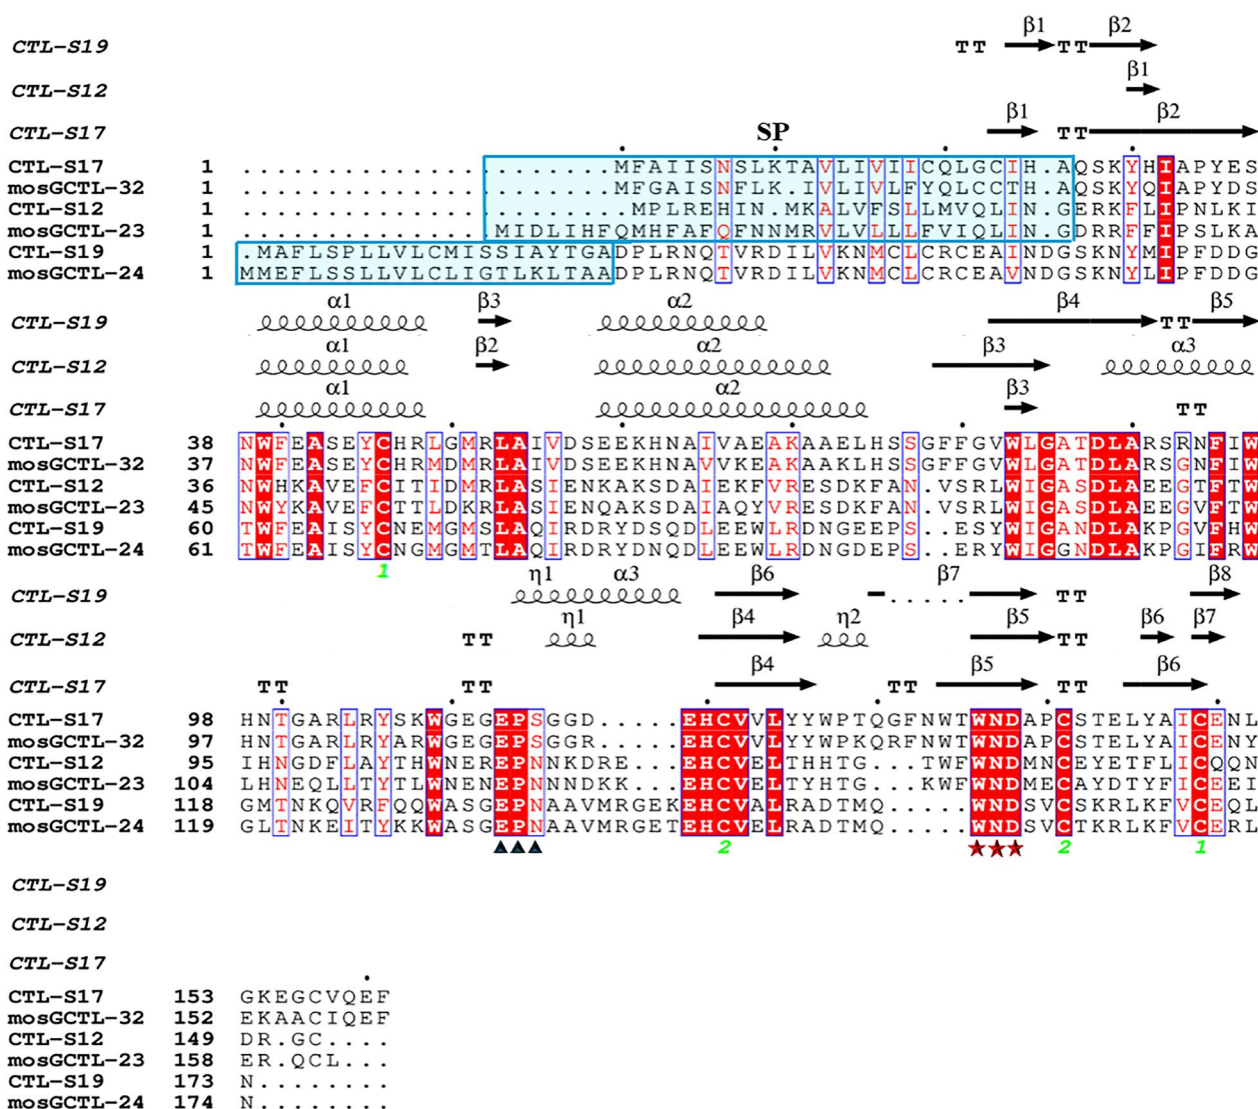 CTL-S19 TT β1 TT β2
CTL-S12 β1
CTL-S17 SP β1 TT β2
CTL-S17 1 ......................MFAIISNSLKTAVLIVIICQLGCIH.AQSKYHIAPYES
mosGCTL-32 1 ......................MFGAISNFLK.IVLIVLFYQLCCTH.AQSKYQIAPYDS
CTL-S12 1 .......................MPLREHIN.MKALVFSLLMVQLIN.GERKFLIPNLKI
mosGCTL-23 1 ...............MIDLIHFQMHFAFQFNNMRVLVLLLFVIQLIN.GDRRFFIPSLKA
CTL-S19 1 .MAFLSPLLVLCMISSIAYTGADPLRNQTVRDILVKNMCLCRCEAINDGSKNYMIPFDDG
mosGCTL-24 1 MMEFLSSLLVLCLIGTLKLTAADPLRNQTVRDILVKNMCLCRCEAVNDGSKNYLIPFDDG
CTL-S19 α1 β3 α2 β4 TT β5
CTL-S12 α1 β2 α2 β3 α3
CTL-S17 α1 α2 β3 TT
CTL-S17 38 NWFEASEYCHRLGMRLAIVDSEEKHNAIVAEAKAAAELHSSGFFGVWLGATDLARSRNFIW
mosGCTL-32 37 NWFEASEYCHRMDMRLAIVDSEEKHNAVVKEAKAAAKLHSSGFFGVWLGATDLARSGNFIW
CTL-S12 36 NWHKAVEFCITIDMRLASIENKAKSDAIEKFVRESDKFAN.VSRLWIGASDLAEEGTFTW
mosGCTL-23 45 NWYKAVEFCTTLDKRLASIENQAKSDAIAQYVRESDKFAN.VSRLWIGASDLAEEGVFTW
CTL-S19 60 TWFEAISYCNEMGMSLAQIRDRYDSQDLEEWLRDNGEEPS..ESYWIGANDLAKPGVFHW
mosGCTL-24 61 TWFEAISYCNGMGMTLAQIRDRYDNQDLEEWLRDNGDEPS..ERYWIGGNDLAKPGIFRW
1
CTL-S19 η1 α3 β6 β7 TT β8
CTL-S12 TT η1 β4 η2 β5 TT β6 β7
CTL-S17 TT TT β4 TT β5 TT β6
CTL-S17 98 HNTGARLRYSKWGEGEPSGGD.....EHCVVLYYWPTQGFNWTWNDAPCSTELYAICENL
mosGCTL-32 97 HNTGARLRYARWGEGEPSGGR.....EHCVVLYYWPKQRFNWTWNDAPCSTELYAICENY
CTL-S12 95 IHNGDFLAYTHWNEREPNNKDRE...EHCVELTHHTG...TWFWNDMNCEYETFLICQQN
mosGCTL-23 104 LHNEQLLTYTLWNENEPNNNDKK...EHCVELTYHTG...KWFWNDMECAYDTYFICEEI
CTL-S19 118 GMTNKQVRFQQWASGEPNAAVMRGEKEHCVALRADTMQ.....WNDSVCSKRLKFVCEQL
mosGCTL-24 119 GLTNKEITYKKWASGEPNAAVMRGETEHCVELRADTMQ.....WNDSVCTKRLKFVCERL
2 2 1
CTL-S19
CTL-S12
CTL-S17
CTL-S17 153 GKEGCVQEF
mosGCTL-32 152 EKAACIQEF
CTL-S12 149 DR.GC....
mosGCTL-23 158 ER.QCL...
CTL-S19 173 N........
mosGCTL-24 174 N........